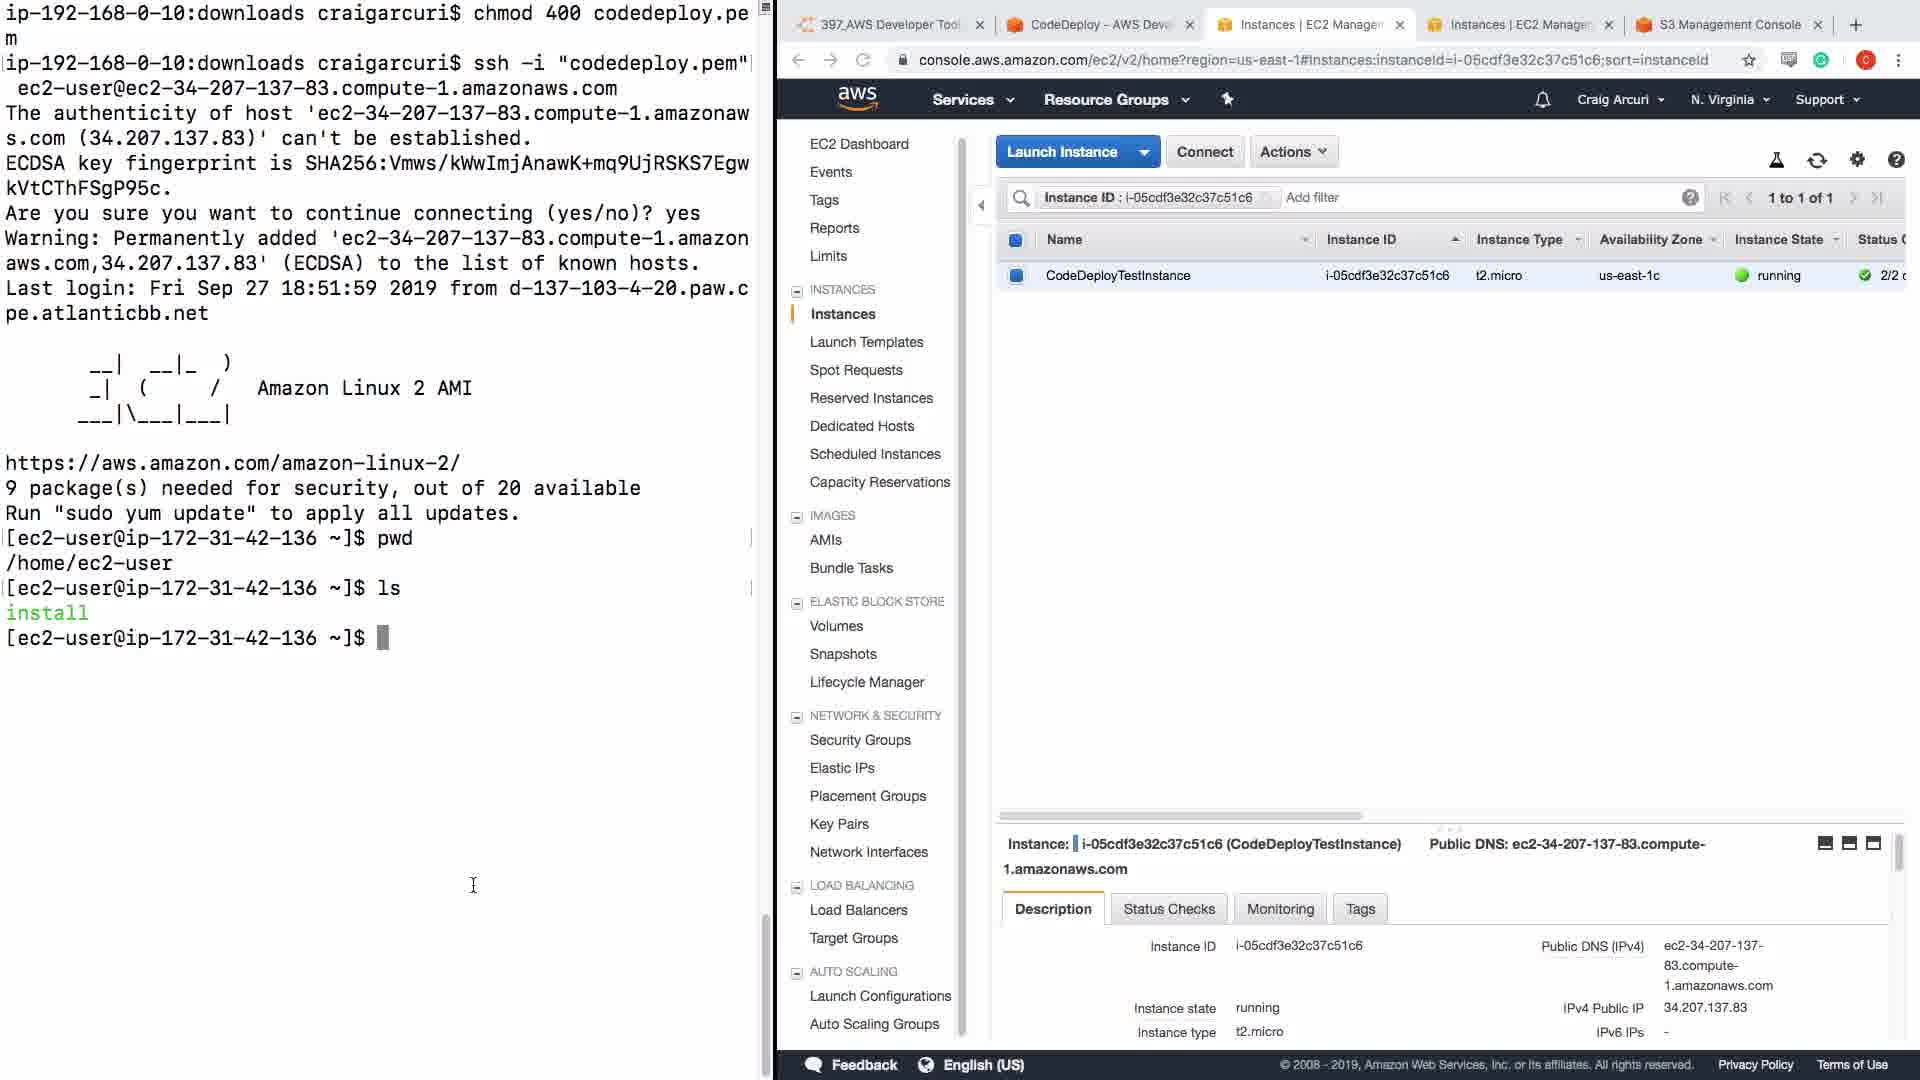 ip-192-168-0-10:downloads craigarcuri$ chmod 400 codedeploy.pe
m
ip-192-168-0-10:downloads craigarcuri$ ssh -i "codedeploy.pem"
ec2-user@ec2-34-207-137-83.compute-1.amazonaws.com
The authenticity of host 'ec2-34-207-137-83.compute-1.amazonaw
s.com (34.207.137.83)' can't be established.
ECDSA key fingerprint is SHA256:Vmws/kWwImjAnawK+mq9UjRSKS7Egw
kVtCThFSgP95c.
Are you sure you want to continue connecting (yes/no)? yes
Warning: Permanently added 'ec2-34-207-137-83.compute-1.amazon
aws.com,34.207.137.83' (ECDSA) to the list of known hosts.
Last login: Fri Sep 27 18:51:59 2019 from d-137-103-4-20.paw.c
pe.atlanticbb.net
__|  __|_  )
_|  (     /   Amazon Linux 2 AMI
___|\___|___|
https://aws.amazon.com/amazon-linux-2/
9 package(s) needed for security, out of 20 available
Run "sudo yum update" to apply all updates.
[ec2-user@ip-172-31-42-136 ~]$ pwd
/home/ec2-user
[ec2-user@ip-172-31-42-136 ~]$ ls
install
[ec2-user@ip-172-31-42-136 ~]$
397_AWS Developer Tool
CodeDeploy – AWS Deve
Instances | EC2 Manager
Instances | EC2 Manager
S3 Management Console
console.aws.amazon.com/ec2/v2/home?region=us-east-1#Instances:instanceId=i-05cdf3e32c37c51c6;sort=instanceId
C
aws
Services
Resource Groups
Craig Arcuri
N. Virginia
Support
EC2 Dashboard
Events
Tags
Reports
Limits
INSTANCES
Instances
Launch Templates
Spot Requests
Reserved Instances
Dedicated Hosts
Scheduled Instances
Capacity Reservations
IMAGES
AMIs
Bundle Tasks
ELASTIC BLOCK STORE
Volumes
Snapshots
Lifecycle Manager
NETWORK & SECURITY
Security Groups
Elastic IPs
Placement Groups
Key Pairs
Network Interfaces
LOAD BALANCING
Load Balancers
Target Groups
AUTO SCALING
Launch Configurations
Auto Scaling Groups
Launch Instance
Connect
Actions
Instance ID : i-05cdf3e32c37c51c6
Add filter
1 to 1 of 1
Name
Instance ID
Instance Type
Availability Zone
Instance State
Status C
CodeDeployTestInstance
i-05cdf3e32c37c51c6
t2.micro
us-east-1c
running
2/2 c
Instance: i-05cdf3e32c37c51c6 (CodeDeployTestInstance) Public DNS: ec2-34-207-137-83.compute-
1.amazonaws.com
Description
Status Checks
Monitoring
Tags
Instance ID
i-05cdf3e32c37c51c6
Public DNS (IPv4)
ec2-34-207-137-
83.compute-
1.amazonaws.com
Instance state
running
IPv4 Public IP
34.207.137.83
Instance type
t2.micro
IPv6 IPs
-
Feedback
English (US)
© 2008 - 2019, Amazon Web Services, Inc. or its affiliates. All rights reserved.
Privacy Policy
Terms of Use